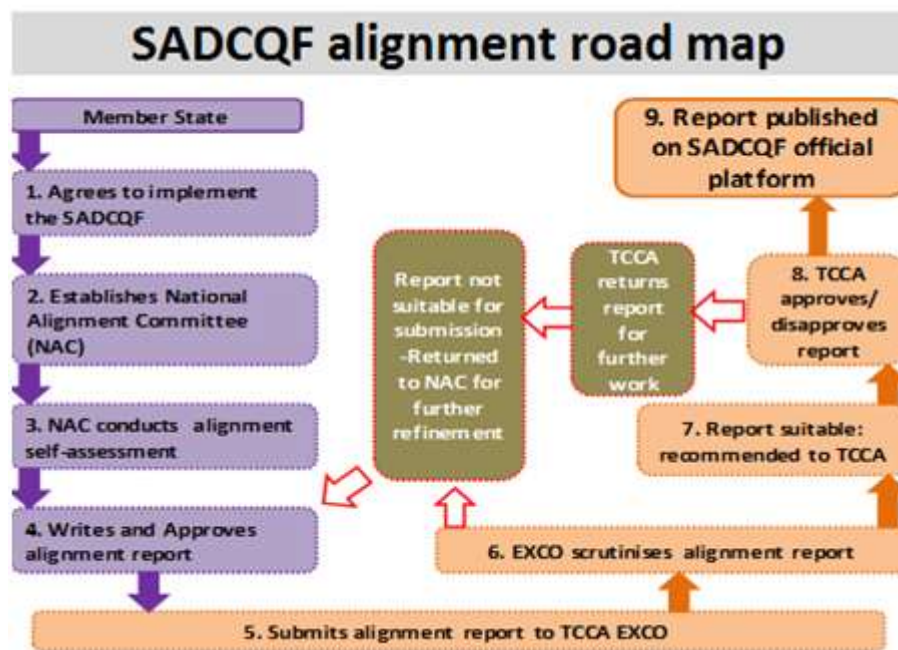 SADCQF alignment road map
Member State
1. Agrees to implement
the SADCQF
2. Establishes National
Alignment Committee
(NAC)
3. NAC conducts alignment
self-assessment
4. Writes and Approves
alignment report
5. Submits alignment report to TCCA EXCO
6. EXCO scrutinises alignment report
7. Report suitable:
recommended to TCCA
8. TCCA
approves/
disapproves
report
9. Report published
on SADCQF official
platform
TCCA
returns
report
for
further
work
Report not
suitable for
submission
-Returned
to NAC for
further
refinement